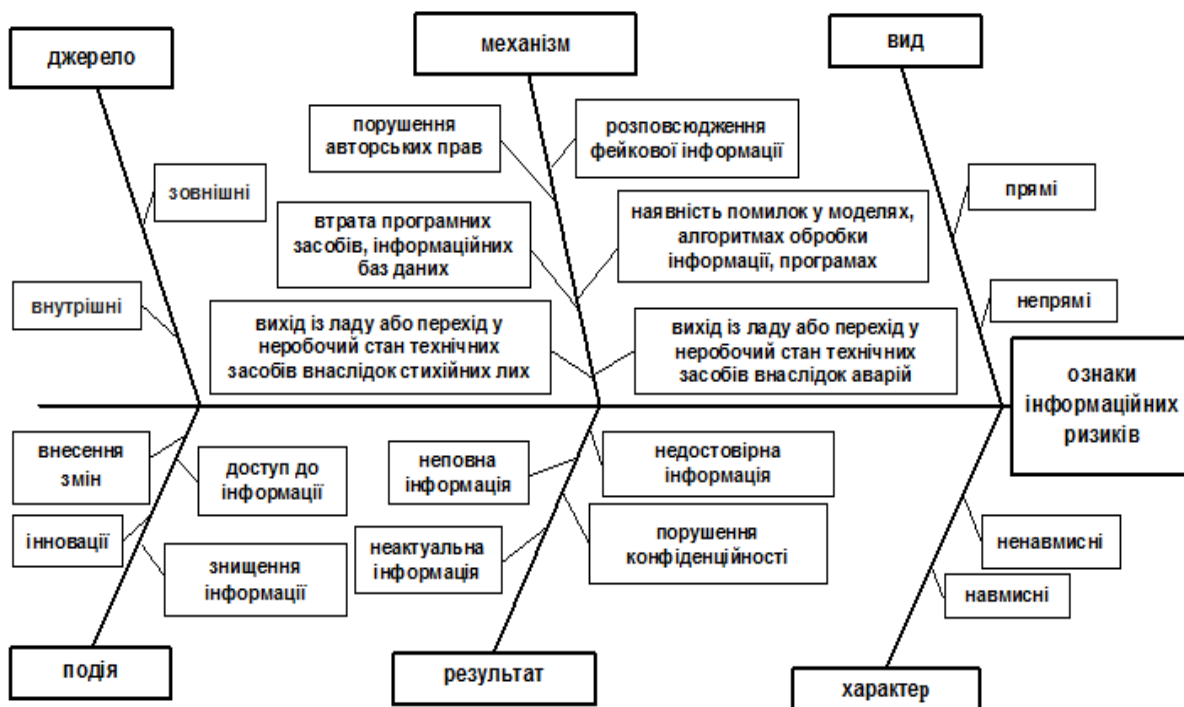 джерело
механізм
вид
порушення
авторських прав
розповсюдження
фейкової інформації
зовнішні
прямі
втрата програмних
засобів, інформаційних
баз даних
наявність помилок у моделях,
алгоритмах обробки
інформації, програмах
внутрішні
непрямі
вихід із ладу або перехід у
неробочий стан технічних
засобів внаслідок стихійних лих
вихід із ладу або перехід у
неробочий стан технічних
засобів внаслідок аварій
ознаки
інформаційних
ризиків
внесення
змін
доступ до
інформації
неповна
інформація
недостовірна
інформація
інновації
знищення
інформації
неактуальна
інформація
порушення
конфіденційності
ненавмисні
навмисні
подія
результат
характер